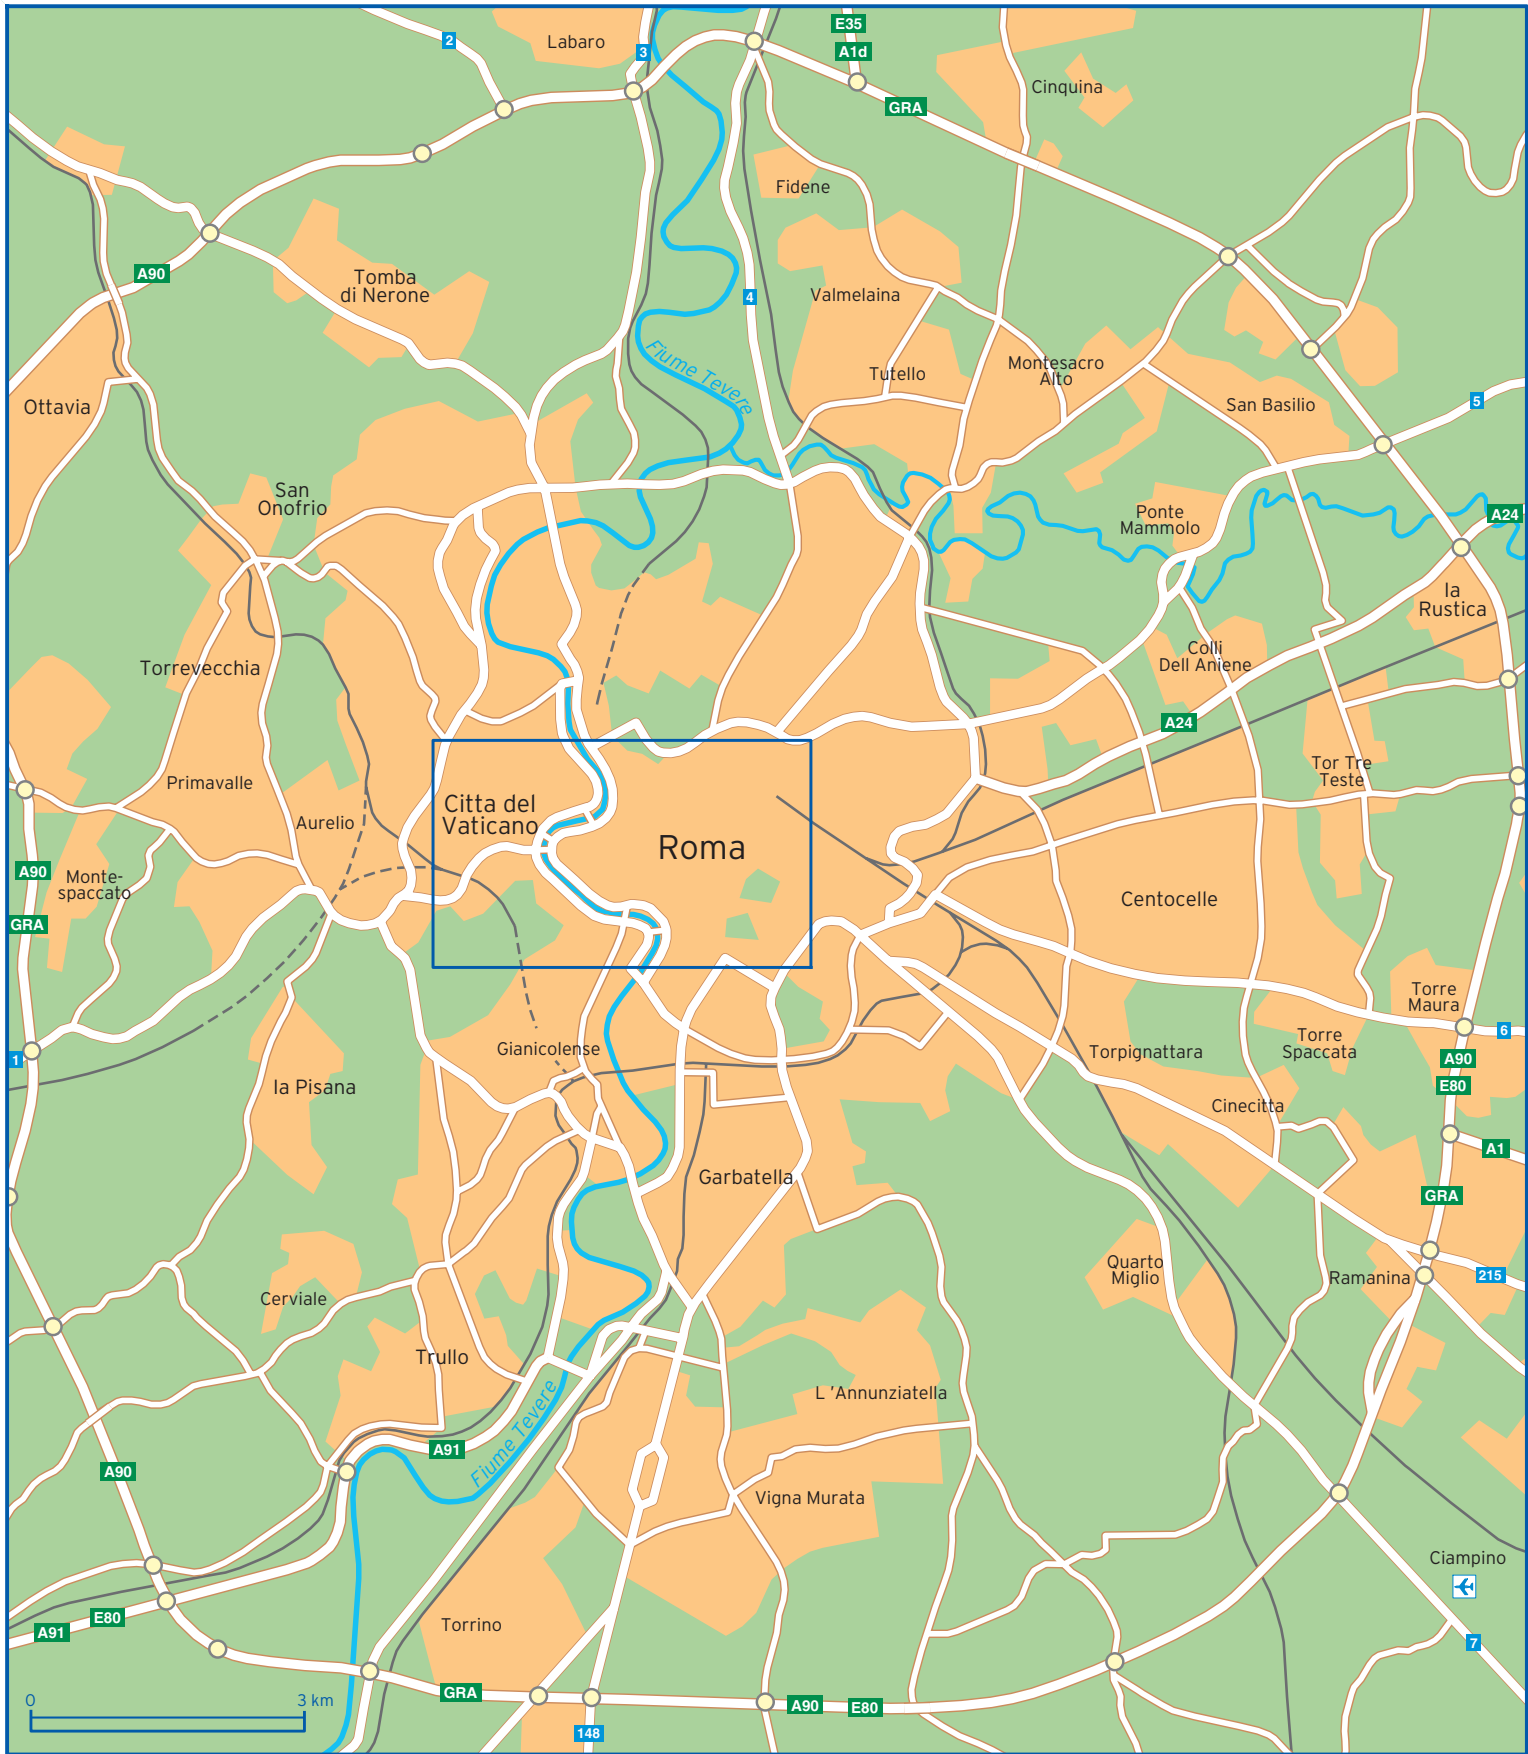 E35
2
Labaro
3
A1d
Cinquina
GRA
Fidene
A90
Tomba
di Nerone
Valmelaina
4
Fiume Tevere
Tutello
Montesacro
Alto
Ottavia
San Basilio
5
San
Onofrio
Ponte
Mammolo
A24
la
Rustica
Torrevecchia
Colli
Dell Aniene
A24
Primavalle
Tor Tre
Teste
Citta del
Vaticano
Aurelio
Roma
A90
Monte-
spaccato
Centocelle
GRA
Torre
Maura
6
Gianicolense
Torpignattara
Torre
Spaccata
1
A90
la Pisana
E80
Cinecitta
A1
Garbatella
GRA
Quarto
Miglio
Ramanina
215
Cerviale
Trullo
L 'Annunziatella
Fiume Tevere
A91
A90
Vigna Murata
Ciampino
E80
A91
Torrino
7
0
3 km
GRA
A90
E80
148